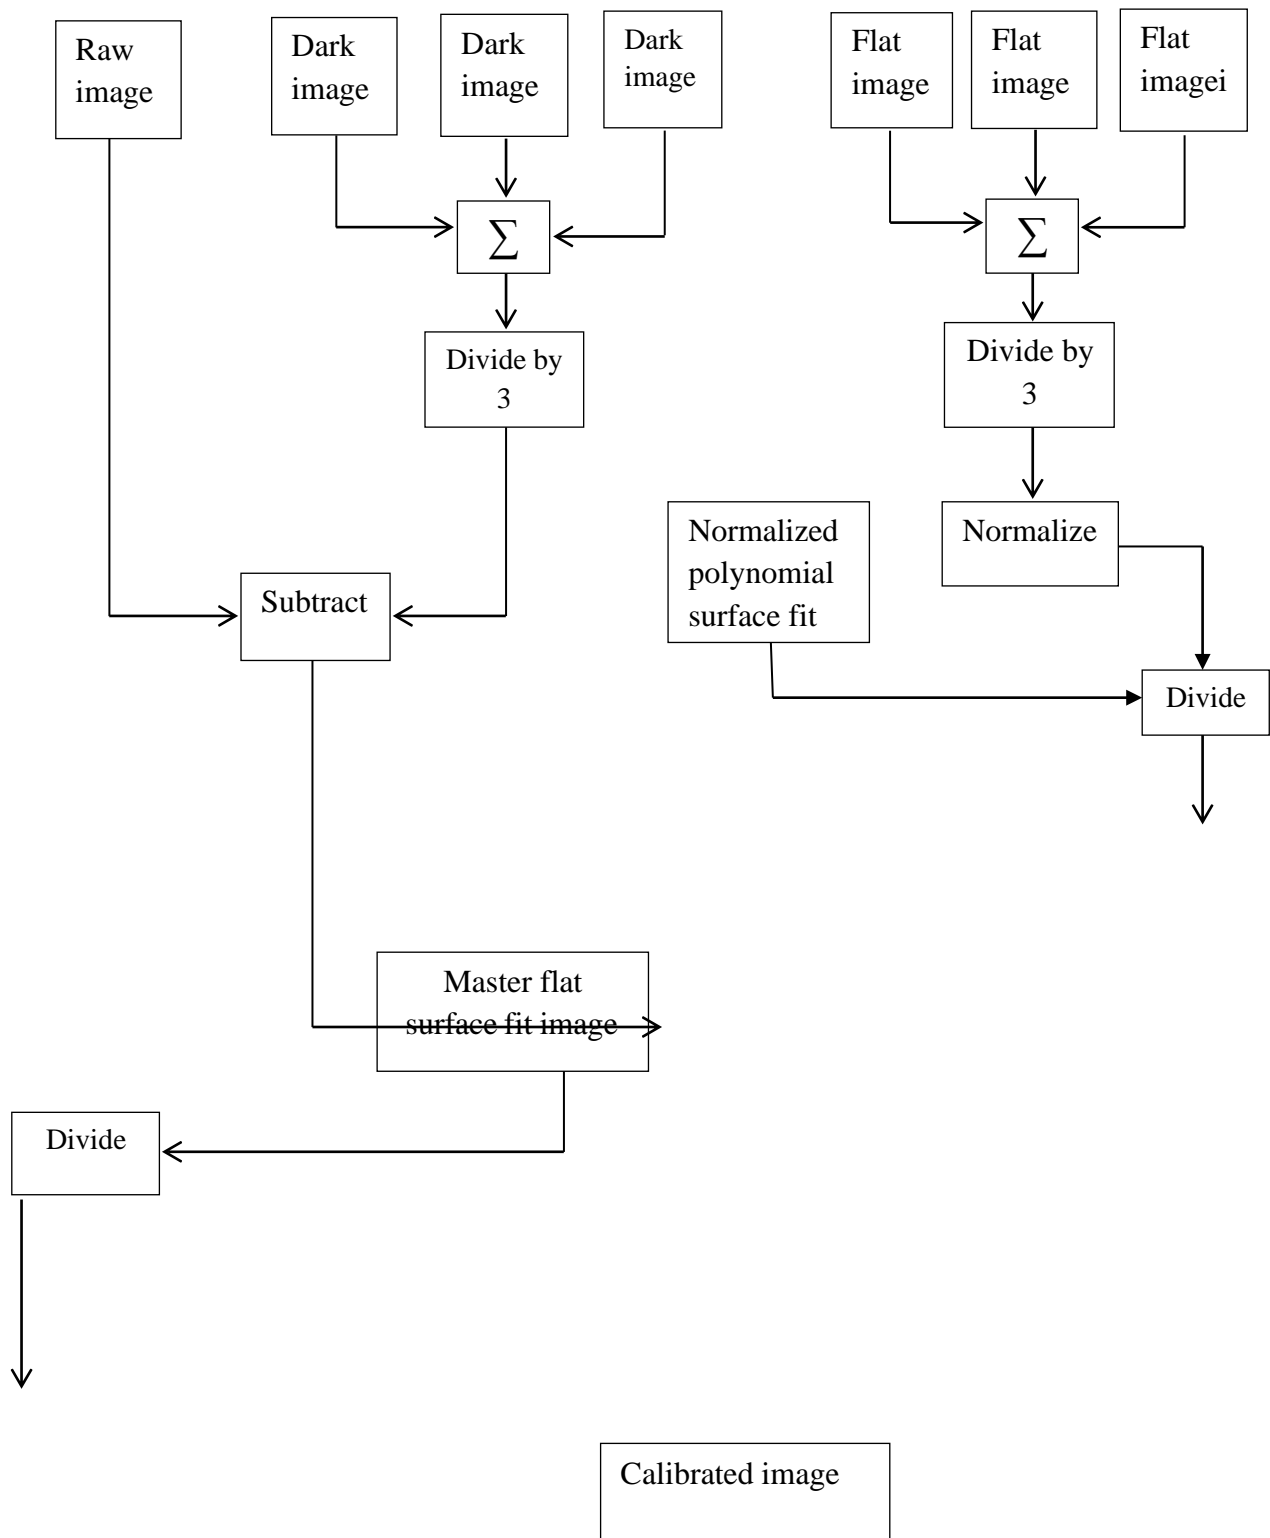 Raw
image
Dark
image
Dark
image
Dark
image
Flat
image
Flat
image
Flat
imagei
∑
∑
Divide by
3
Divide by
3
Normalized
polynomial
surface fit
Normalize
Subtract
Divide
Master flat
surface fit image
Divide
Calibrated image